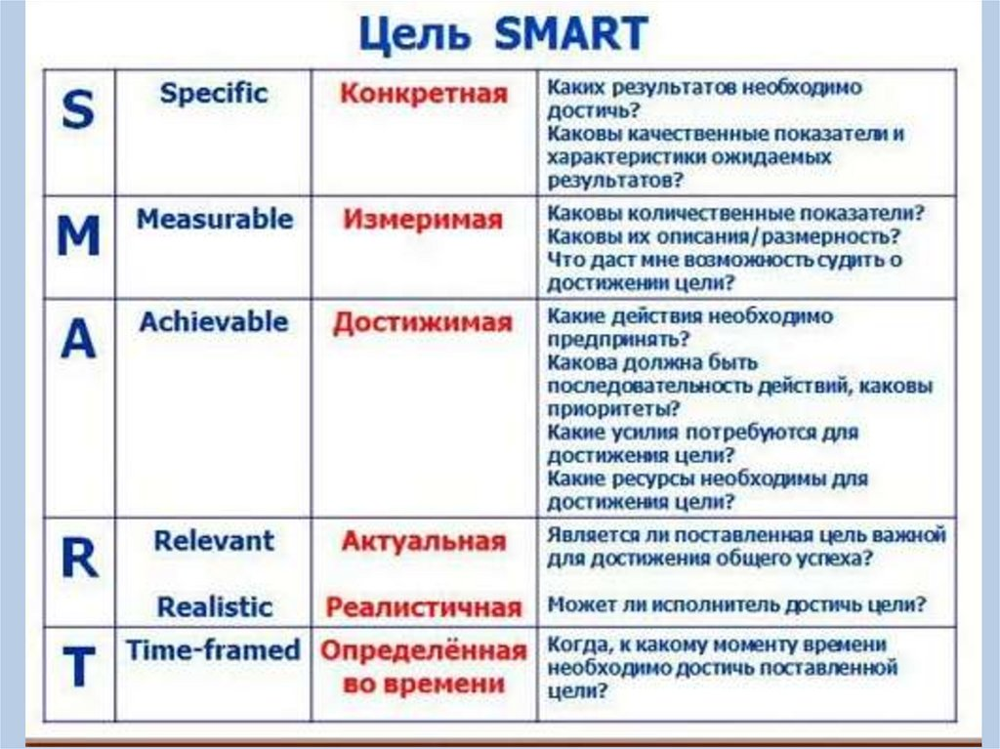 Цель SMART
S
Specific
Конкретная
Каких результатов необходимо
достичь?
Каковы качественные показатели и
характеристики ожидаемых
результатов?
M
Measurable
Измеримая
Каковы количественные показатели?
Каковы их описания/размерность?
Что даст мне возможность судить о
достижении цели?
A
Achievable
Достижимая
Какие действия необходимо
предпринять?
Какова должна быть
последовательность действий, каковы
приоритеты?
Какие усилия потребуются для
достижения цели?
Какие ресурсы необходимы для
достижения цели?
R
Relevant
Актуальная
Является ли поставленная цель важной
для достижения общего успеха?
Realistic
Реалистичная
Может ли исполнитель достичь цели?
T
Time-framed
Определённая
во времени
Когда, к какому моменту времени
необходимо достичь поставленной
цели?